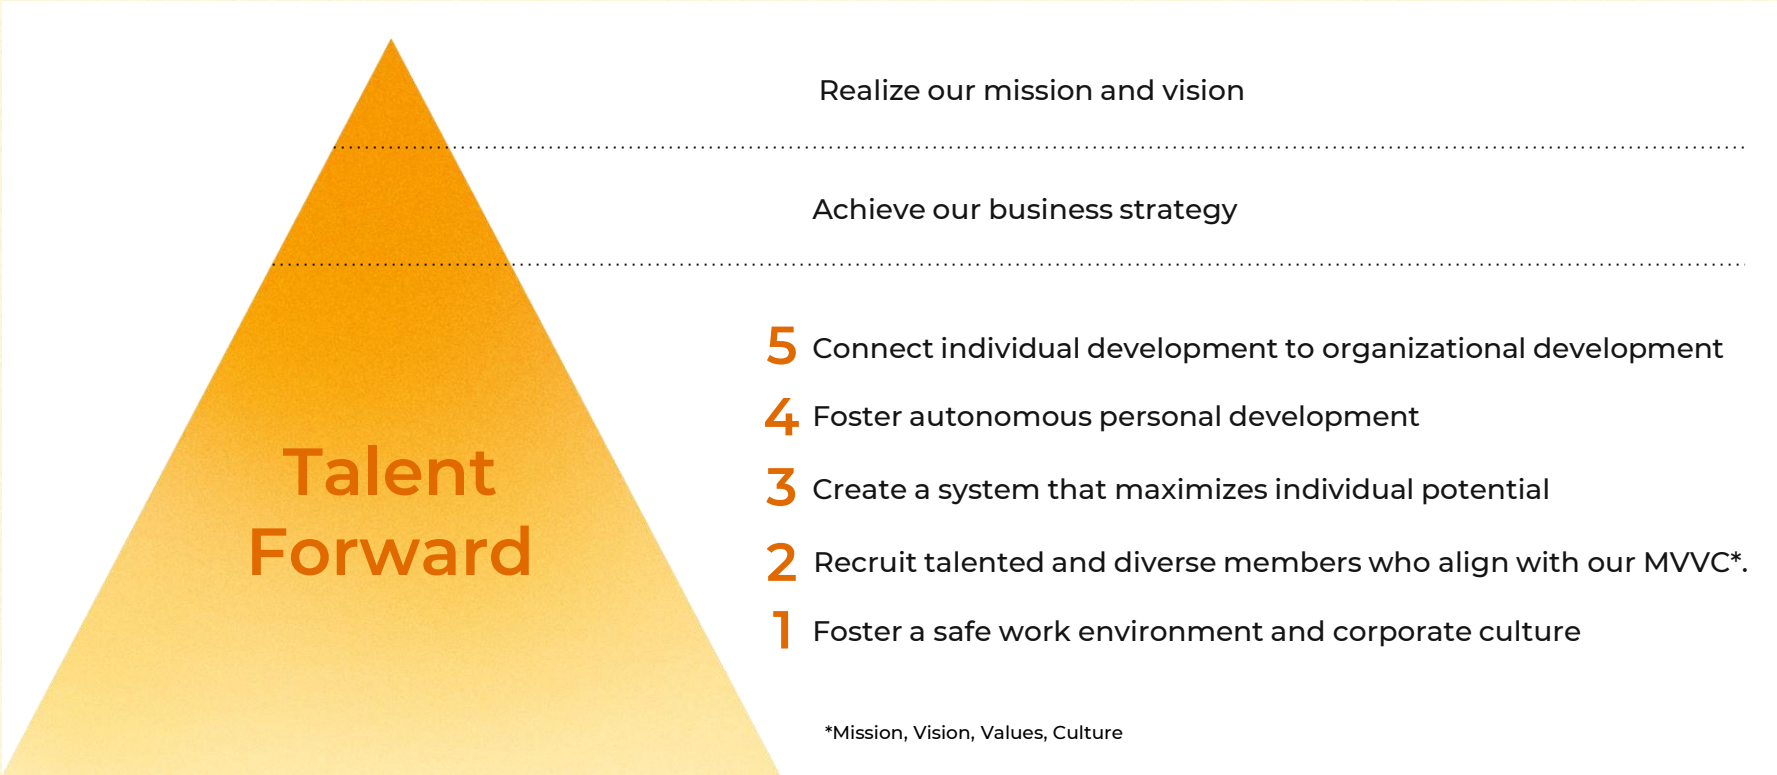 Realize our mission and vision
Achieve our business strategy
5 Connect individual development to organizational development
4 Foster autonomous personal development
3 Create a system that maximizes individual potential
2 Recruit talented and diverse members who align with our MVVC*.
1 Foster a safe work environment and corporate culture
Talent
Forward
*Mission, Vision, Values, Culture